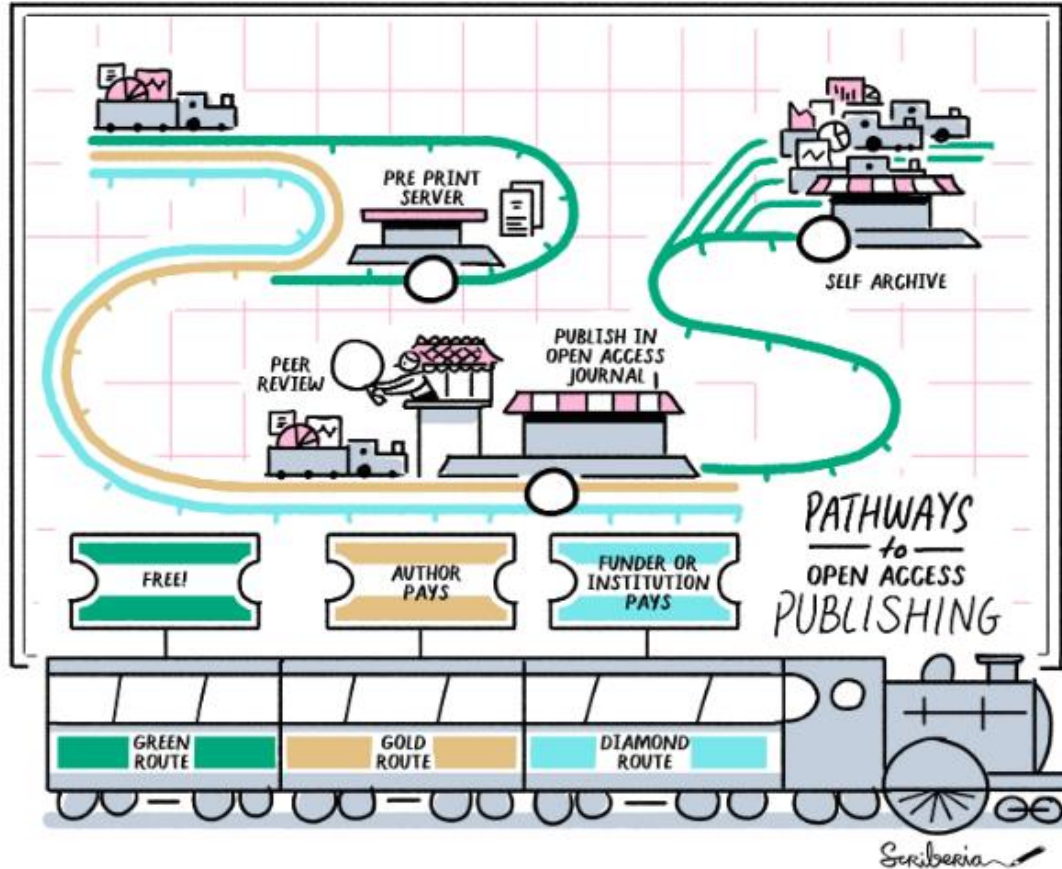 PRE PRINT
SERVER
SELF ARCHIVE
PEER
REVIEW
PUBLISH IN
OPEN ACCESS
JOURNAL
PATHWAYS
to
OPEN ACCESS
PUBLISHING
FREE!
AUTHOR
PAYS
FUNDER OR
INSTITUTION
PAYS
GREEN
ROUTE
GOLD
ROUTE
DIAMOND
ROUTE
Scriberia